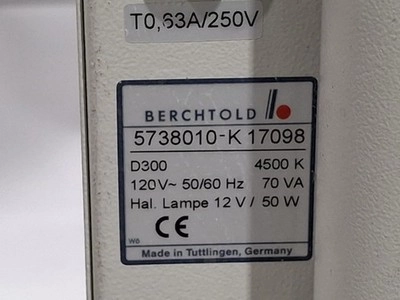 T0,63A/250V
BERCHTOLD
5738010-K 17098
D300 4500 K
120V~ 50/60 Hz 70 VA
Hal. Lampe 12 V / 50 W
CE
W6
Made in Tuttlingen, Germany